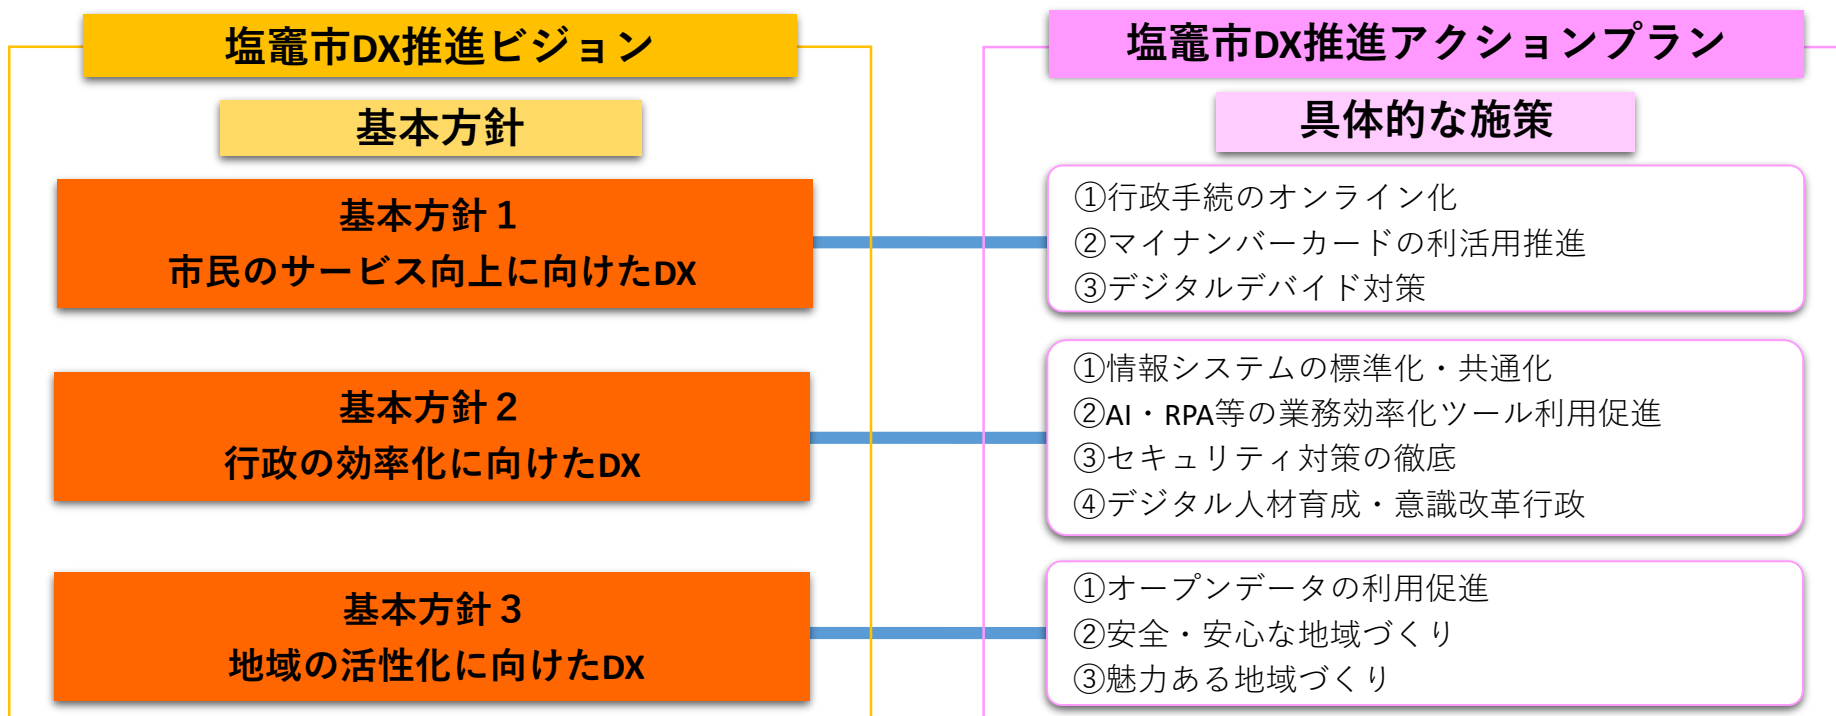 塩竈市DX推進ビジョン
基本方針
基本方針１
市民のサービス向上に向けたDX
基本方針２
行政の効率化に向けたDX
基本方針３
地域の活性化に向けたDX
塩竈市DX推進アクションプラン
具体的な施策
①行政手続のオンライン化
②マイナンバーカードの利活用推進
③デジタルデバイド対策
①情報システムの標準化・共通化
②AI・RPA等の業務効率化ツール利用促進
③セキュリティ対策の徹底
④デジタル人材育成・意識改革行政
①オープンデータの利用促進
②安全・安心な地域づくり
③魅力ある地域づくり